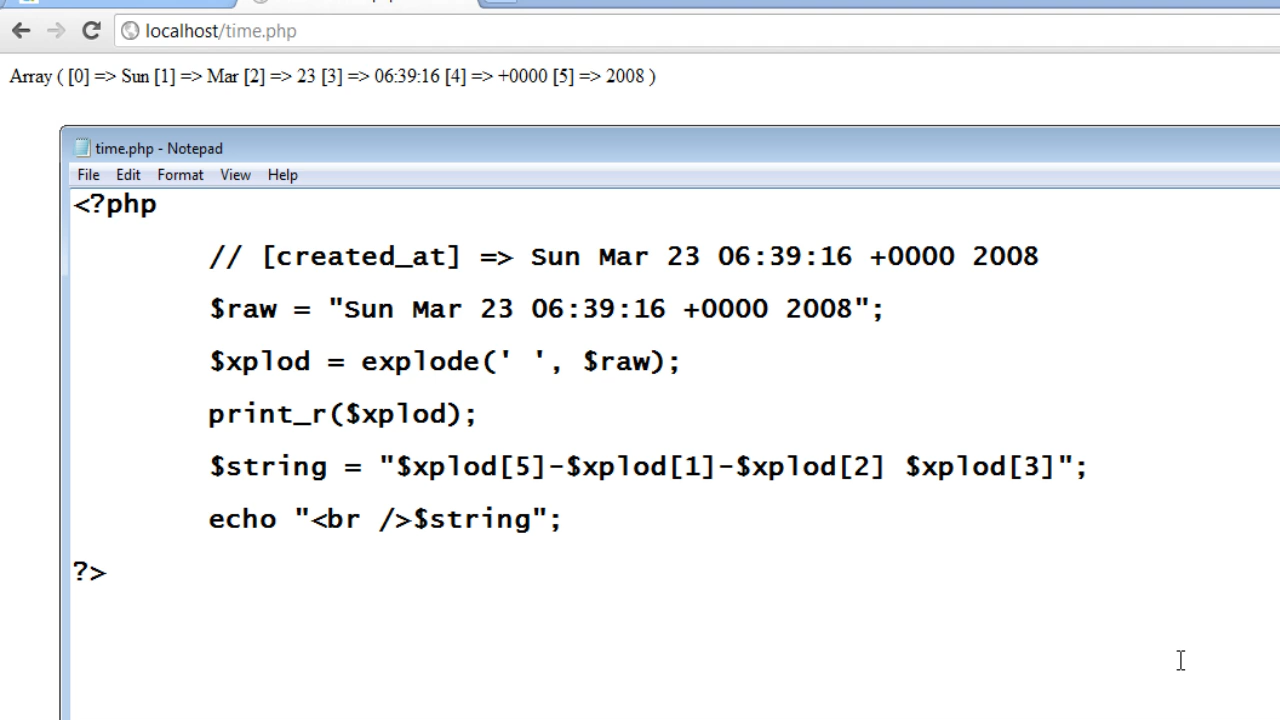 localhost/time.php
Array ( [0] => Sun [1] => Mar [2] => 23 [3] => 06:39:16 [4] => +0000 [5] => 2008 )
time.php - Notepad
File Edit Format View Help
<?php
// [created_at] => Sun Mar 23 06:39:16 +0000 2008
$raw = "Sun Mar 23 06:39:16 +0000 2008";
$xplod = explode(' ', $raw);
print_r($xplod);
$string = "$xplod[5]-$xplod[1]-$xplod[2] $xplod[3]";
echo "<br />$string";
?>